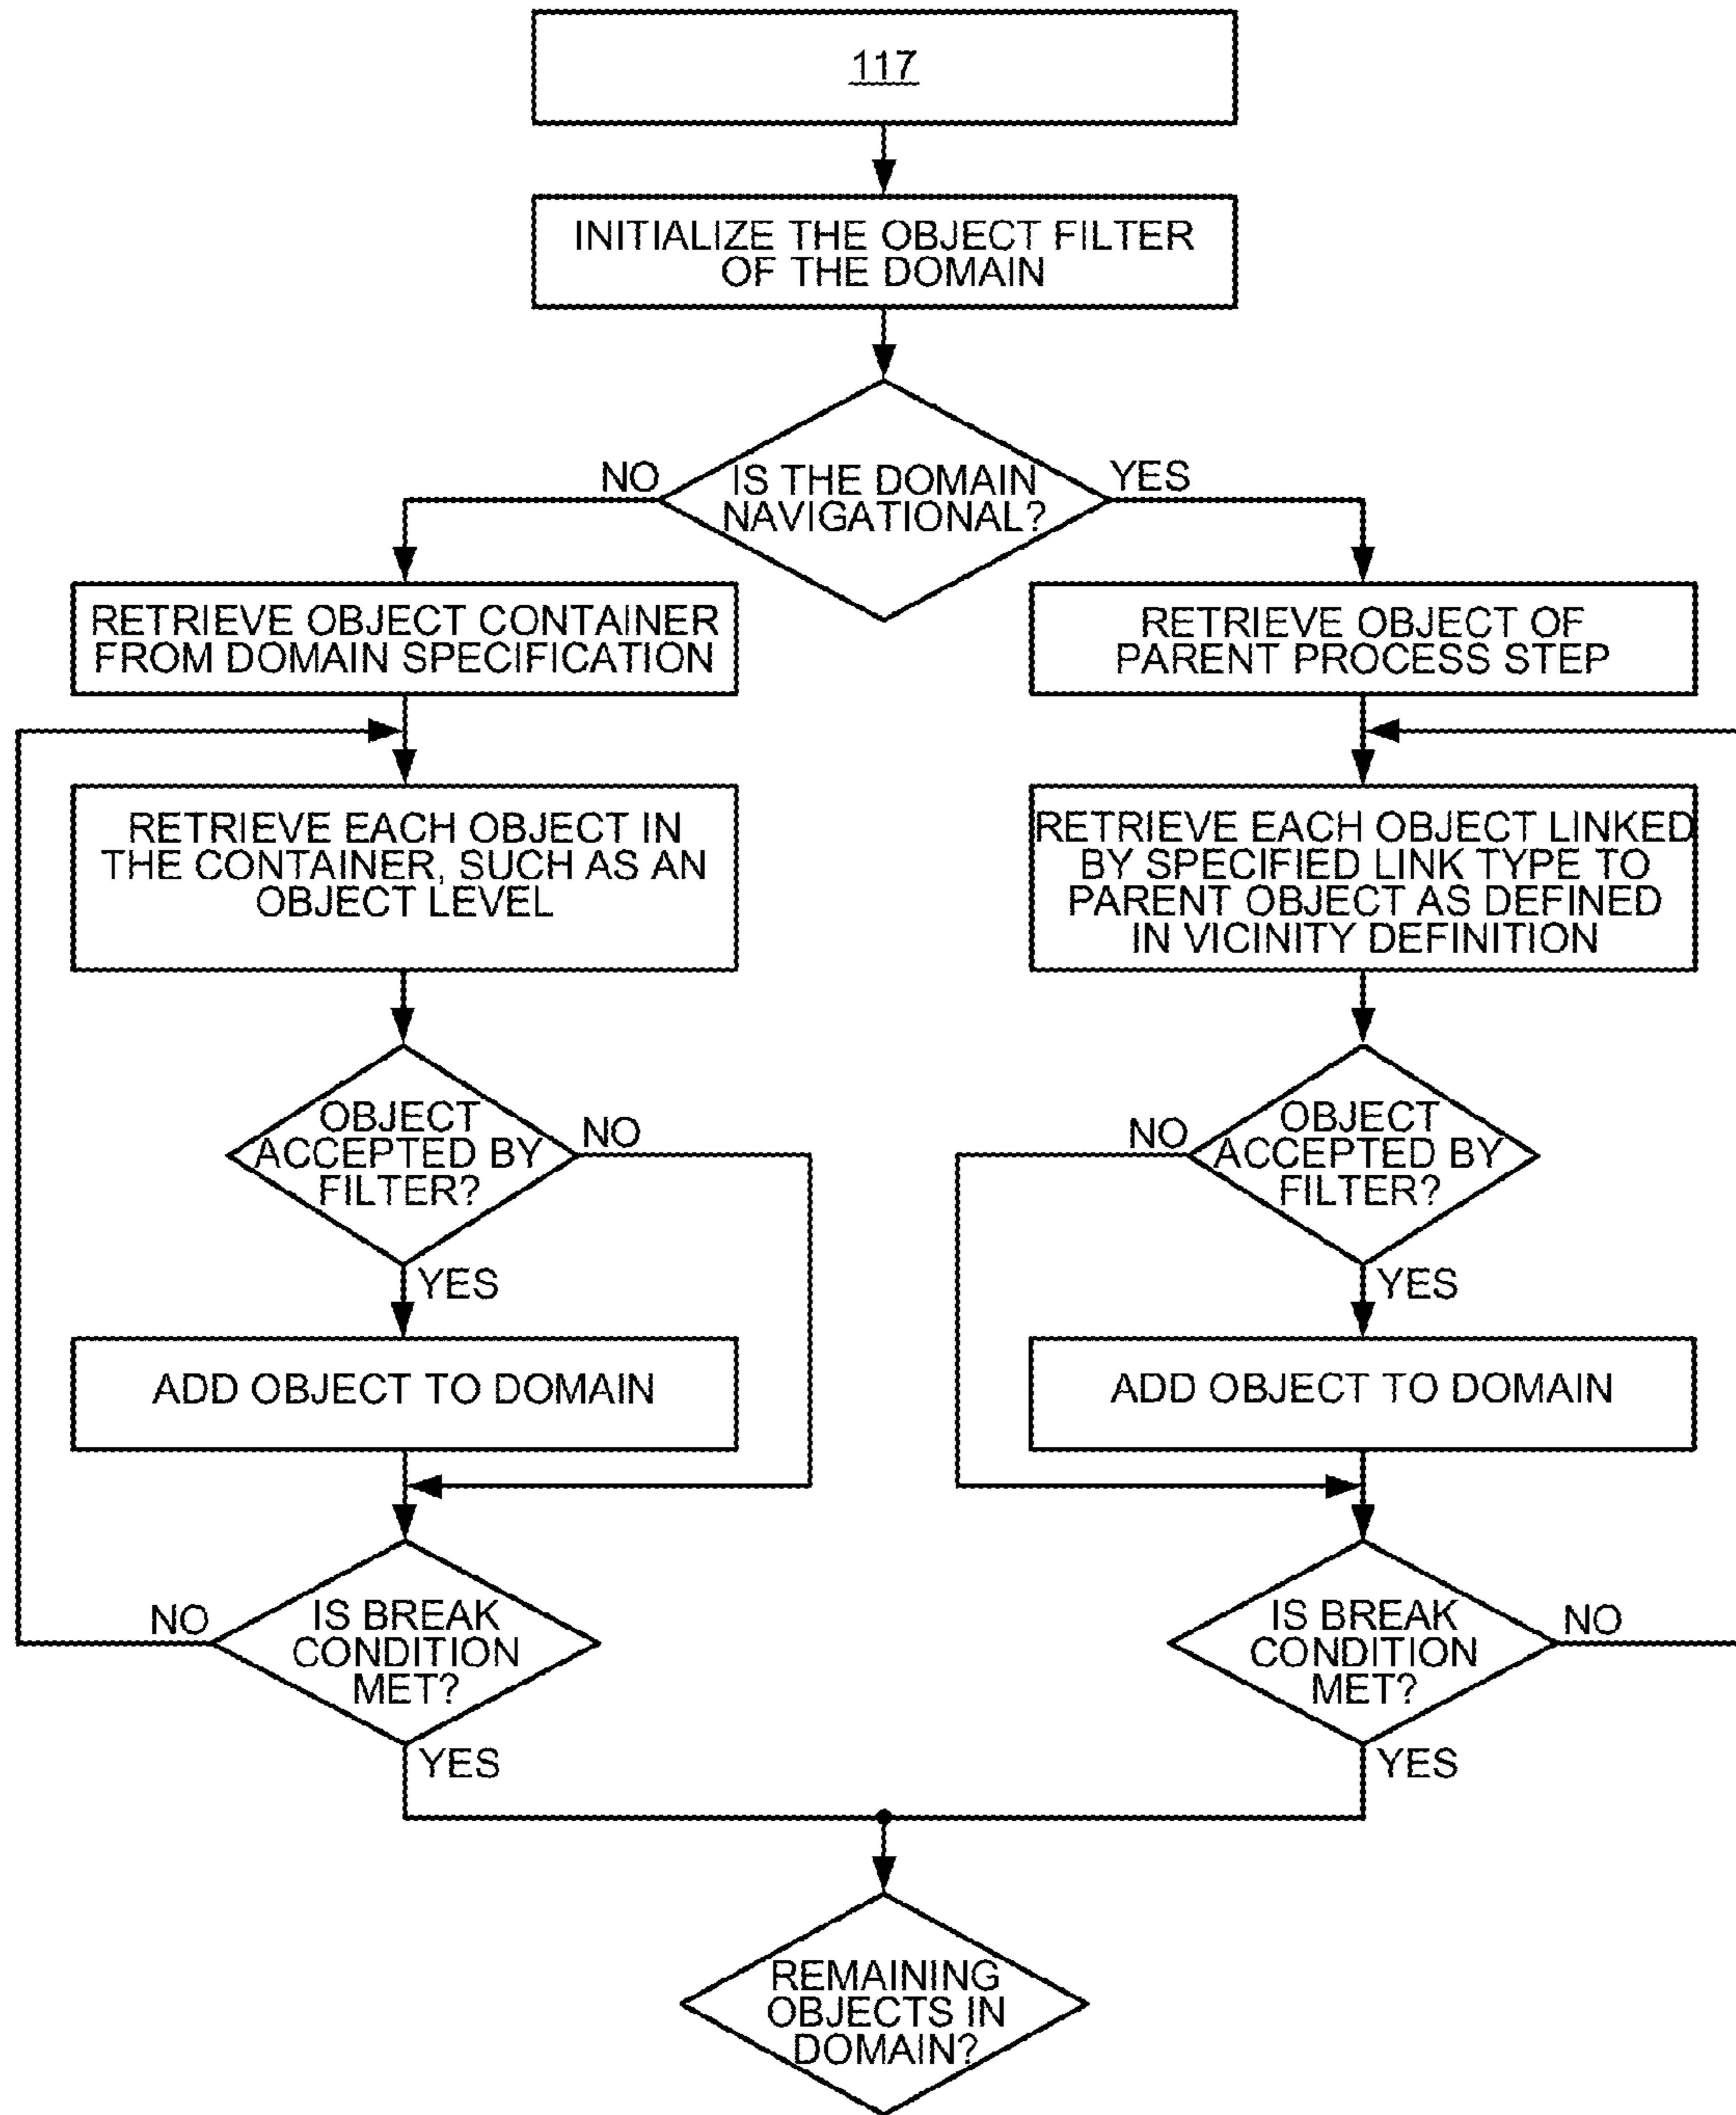 117
INITIALIZE THE OBJECT FILTER
OF THE DOMAIN
NO
IS THE DOMAIN
NAVIGATIONAL?
YES
RETRIEVE OBJECT CONTAINER
FROM DOMAIN SPECIFICATION
RETRIEVE OBJECT OF
PARENT PROCESS STEP
RETRIEVE EACH OBJECT IN
THE CONTAINER, SUCH AS AN
OBJECT LEVEL
RETRIEVE EACH OBJECT LINKED
BY SPECIFIED LINK TYPE TO
PARENT OBJECT AS DEFINED
IN VICINITY DEFINITION
OBJECT
ACCEPTED BY
FILTER?
NO
YES
NO
OBJECT
ACCEPTED BY
FILTER?
YES
ADD OBJECT TO DOMAIN
ADD OBJECT TO DOMAIN
NO
IS BREAK
CONDITION
MET?
YES
IS BREAK
CONDITION
MET?
NO
YES
REMAINING
OBJECTS IN
DOMAIN?